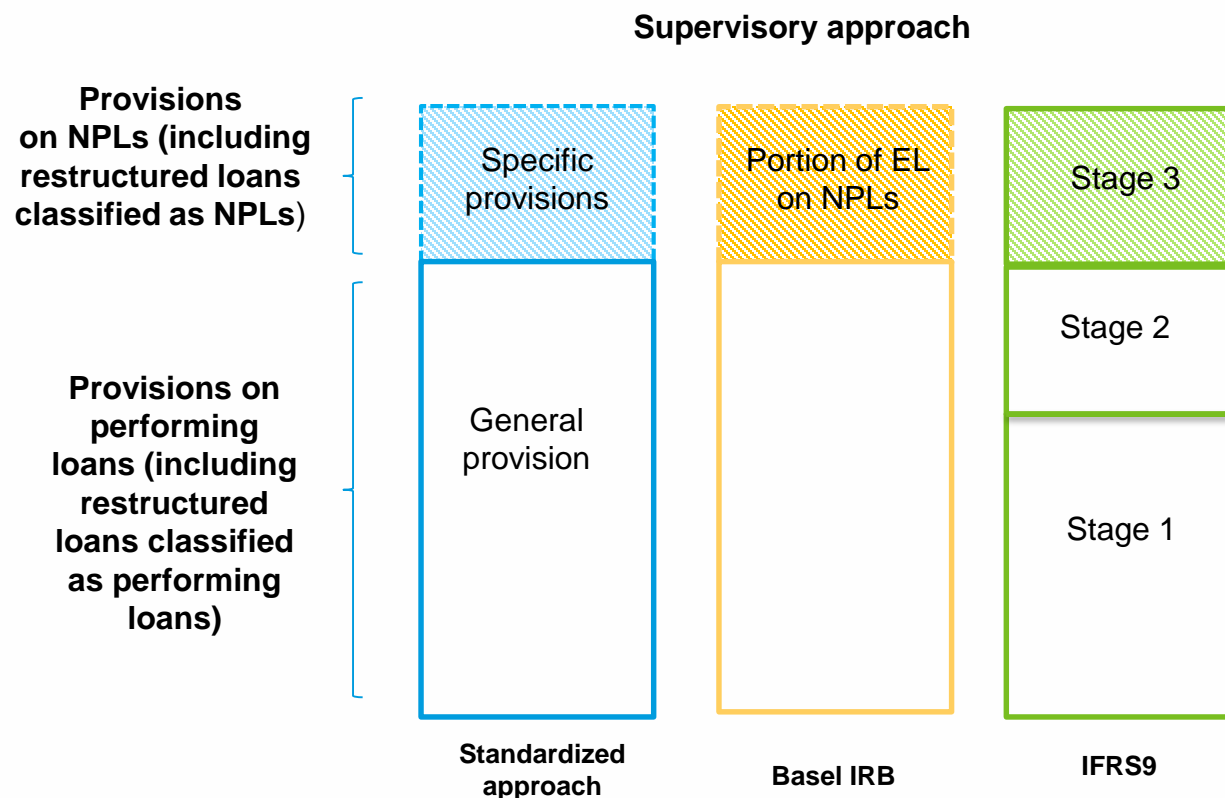 Supervisory approach
Provisions
on NPLs (including
restructured loans
classified as NPLs)
Specific
provisions
Portion of EL
on NPLs
Stage 3
Stage 2
Provisions on
performing
loans (including
restructured
loans classified
as performing
loans)
General
provision
Stage 1
Standardized
approach
Basel IRB
IFRS9